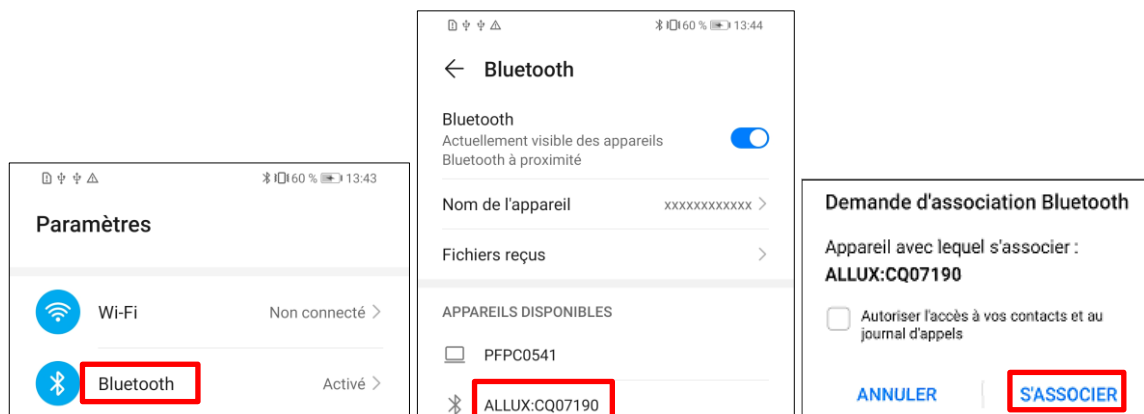 60 % 13:43
Paramètres
Wi-Fi Non connecté
Bluetooth Activé
60 % 13:44
Bluetooth
Bluetooth
Actuellement visible des appareils
Bluetooth à proximité
Nom de l'appareil xxxxxxxxxxxx
Fichiers reçus
APPAREILS DISPONIBLES
PFPC0541
ALLUX:CQ07190
Demande d'association Bluetooth
Appareil avec lequel s'associer :
ALLUX:CQ07190
Autoriser l'accès à vos contacts et au
journal d'appels
ANNULER S'ASSOCIER